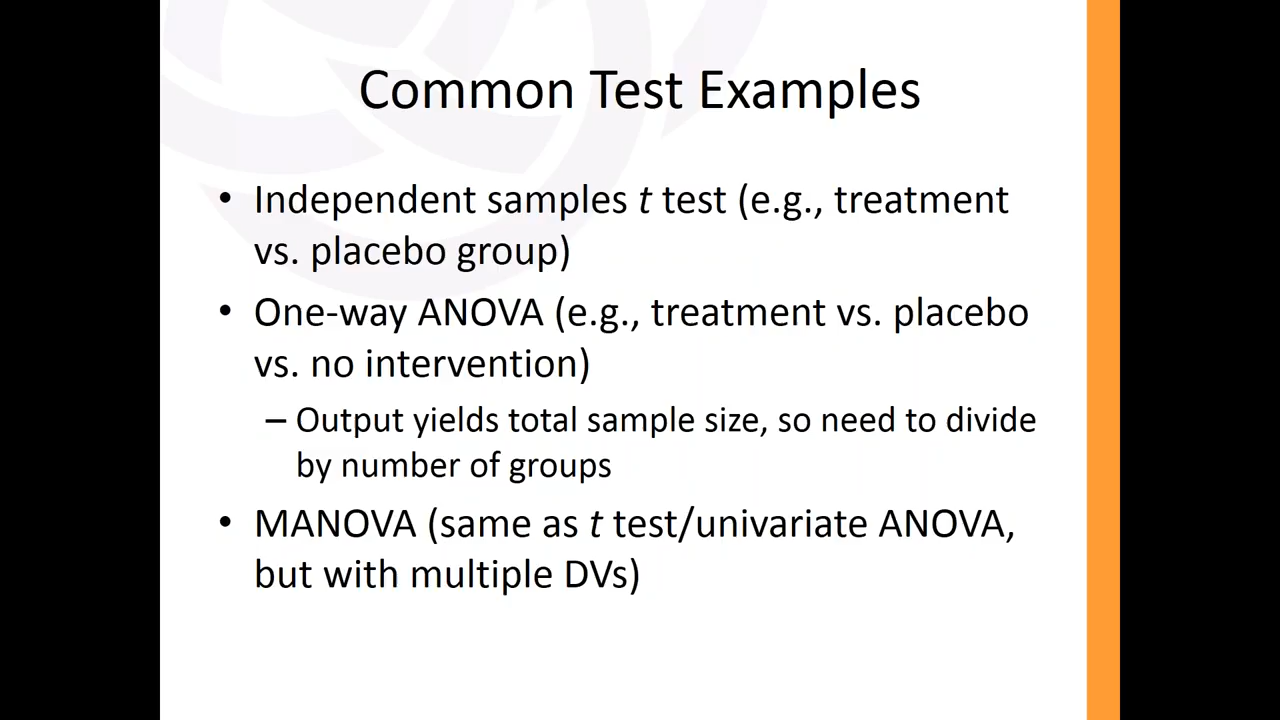 Common Test Examples
• Independent samples t test (e.g., treatment
vs. placebo group)
• One-way ANOVA (e.g., treatment vs. placebo
vs. no intervention)
– Output yields total sample size, so need to divide
by number of groups
• MANOVA (same as t test/univariate ANOVA,
but with multiple DVs)